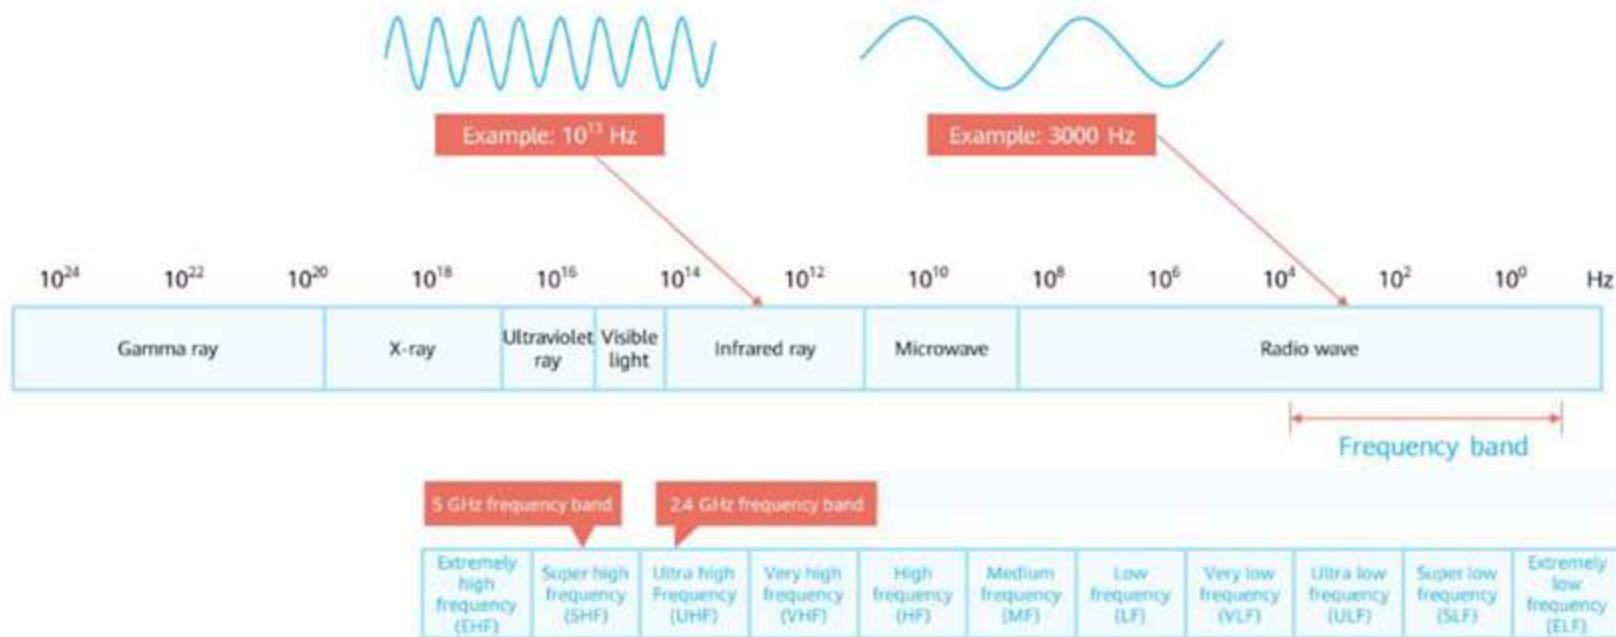 Example: 10¹³ Hz
Example: 3000 Hz
10²⁴ 10²² 10²⁰ 10¹⁸ 10¹⁶ 10¹⁴ 10¹² 10¹⁰ 10⁸ 10⁶ 10⁴ 10² 10⁰ Hz
Gamma ray
X-ray
Ultraviolet
ray
Visible
light
Infrared ray
Microwave
Radio wave
Frequency band
5 GHz frequency band
2.4 GHz frequency band
Extremely
high
frequency
(EHF)
Super high
frequency
(SHF)
Ultra high
Frequency
(UHF)
Very high
frequency
(VHF)
High
frequency
(HF)
Medium
frequency
(MF)
Low
frequency
(LF)
Very low
frequency
(VLF)
Ultra low
frequency
(ULF)
Super low
frequency
(SLF)
Extremely
low
frequency
(ELF)